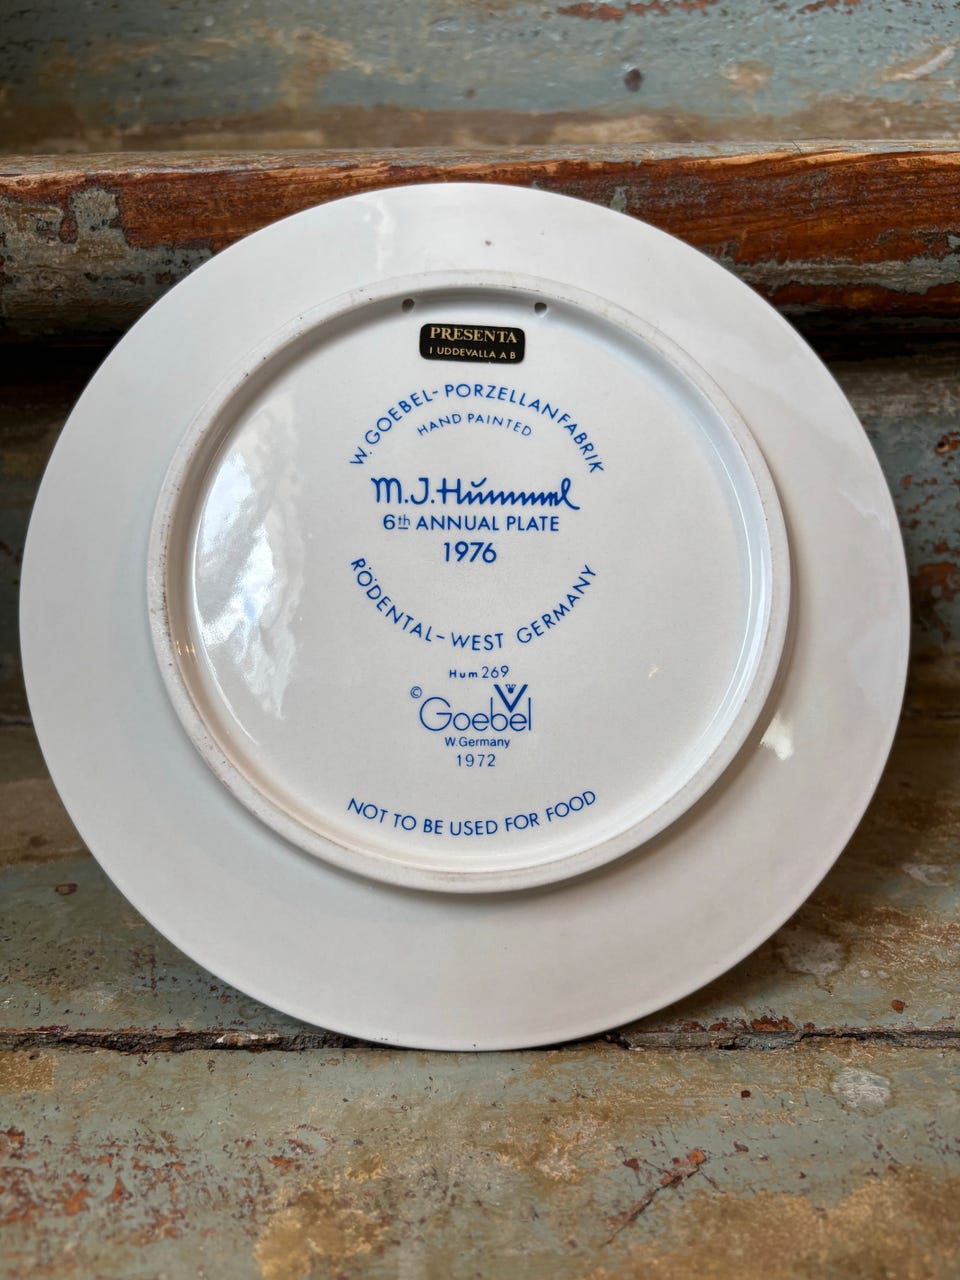 PRESENTA
I UDDEVALLA A B
W. GOEBEL-PORZELLANFABRIK
HAND PAINTED
M.J.Hümmel
6th ANNUAL PLATE
1976
RÖDENTAL-WEST GERMANY
Hum 269
© Goebel
W.Germany
1972
NOT TO BE USED FOR FOOD